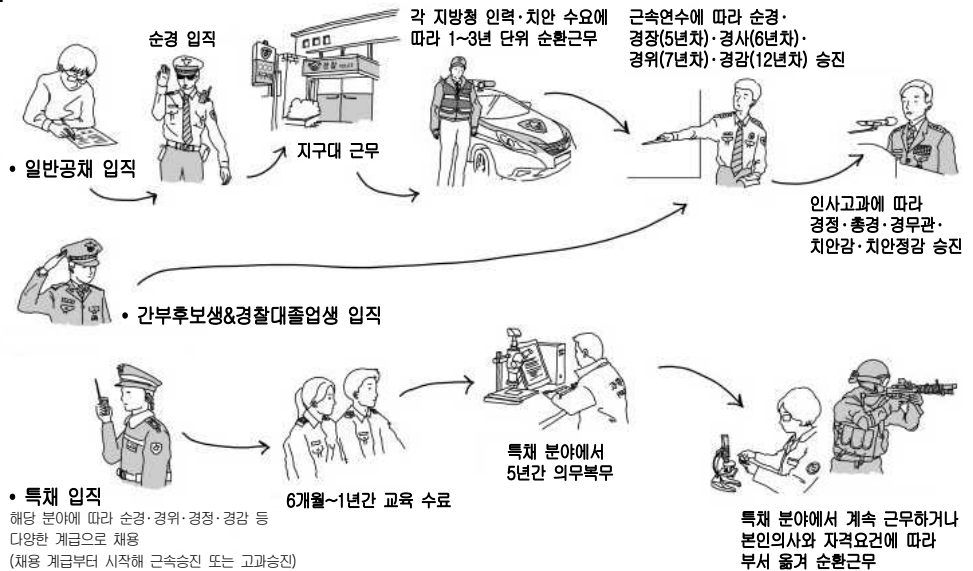 순경 입직
각 지방청 인력·치안 수요에
따라 1~3년 단위 순환근무
근속연수에 따라 순경·
경장(5년차)·경사(6년차)·
경위(7년차)·경감(12년차) 승진
• 일반공채 입직
지구대 근무
인사고과에 따라
경정·총경·경무관·
치안감·치안정감 승진
• 간부후보생&경찰대졸업생 입직
• 특채 입직
해당 분야에 따라 순경·경위·경정·경감 등
다양한 계급으로 채용
(채용 계급부터 시작해 근속승진 또는 고과승진)
6개월~1년간 교육 수료
특채 분야에서
5년간 의무복무
특채 분야에서 계속 근무하거나
본인의사와 자격요건에 따라
부서 옮겨 순환근무